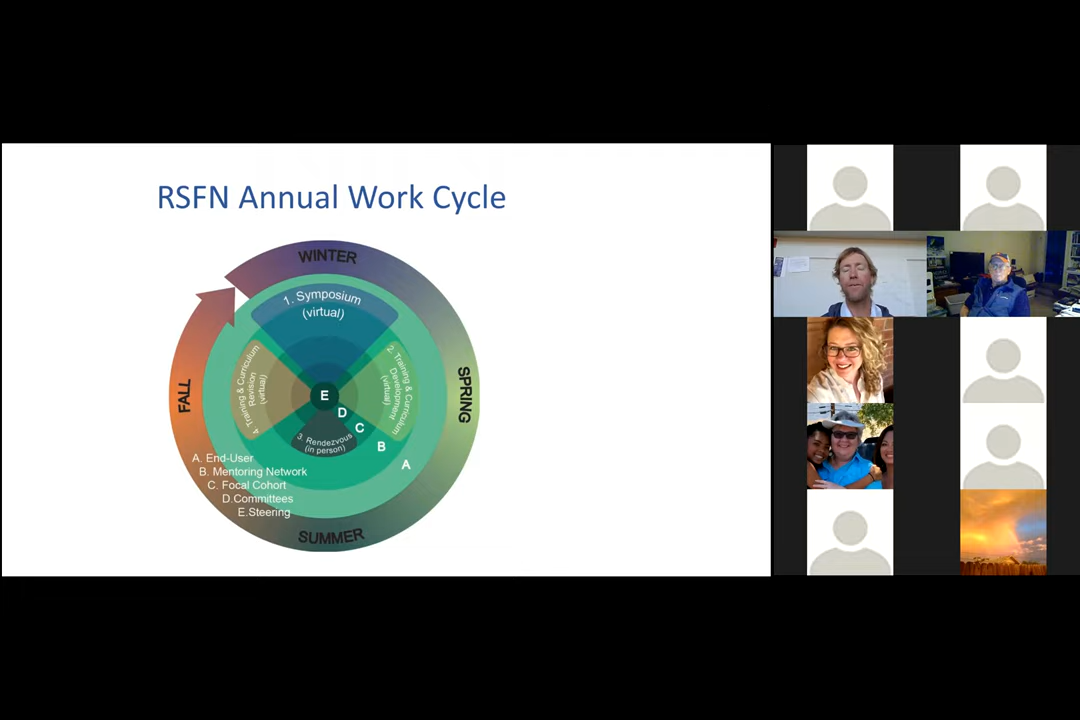 RSFN Annual Work Cycle
WINTER
1. Symposium
(virtual)
FALL
4. Training & Curriculum
Revision
(virtual)
2. Training & Curriculum
Development
(virtual)
SPRING
E
D
C
B
A
3. Rendezvous
(in person)
A. End-User
B. Mentoring Network
C. Focal Cohort
D.Committees
E.Steering
SUMMER